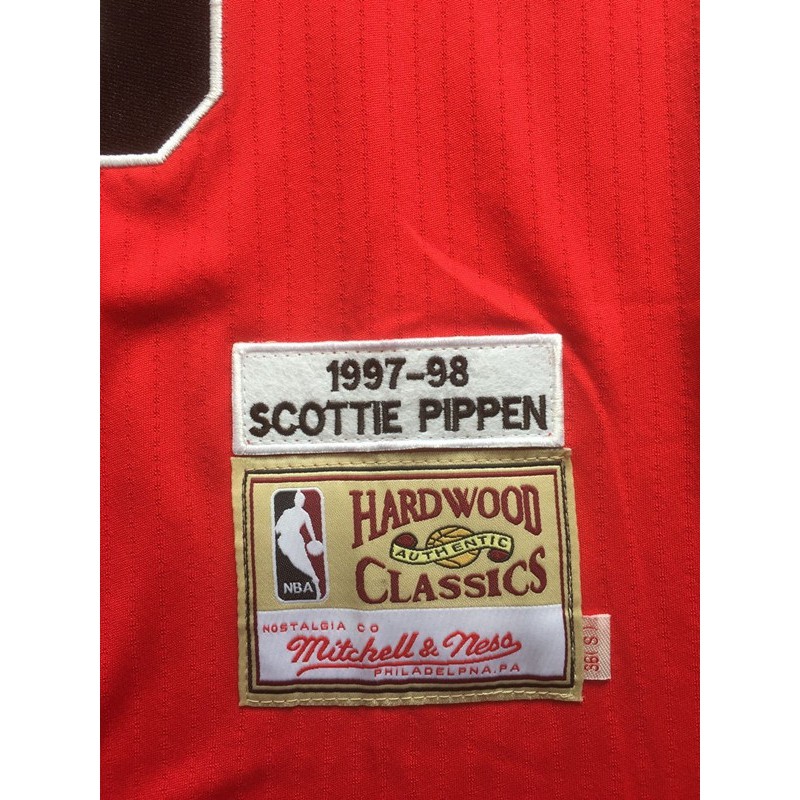 1997-98
SCOTTIE PIPPEN
HARDWOOD
AUTHENTIC
CLASSICS
NBA
NOSTALGIA CO
Mitchell & Ness
PHILADELPNA.PA